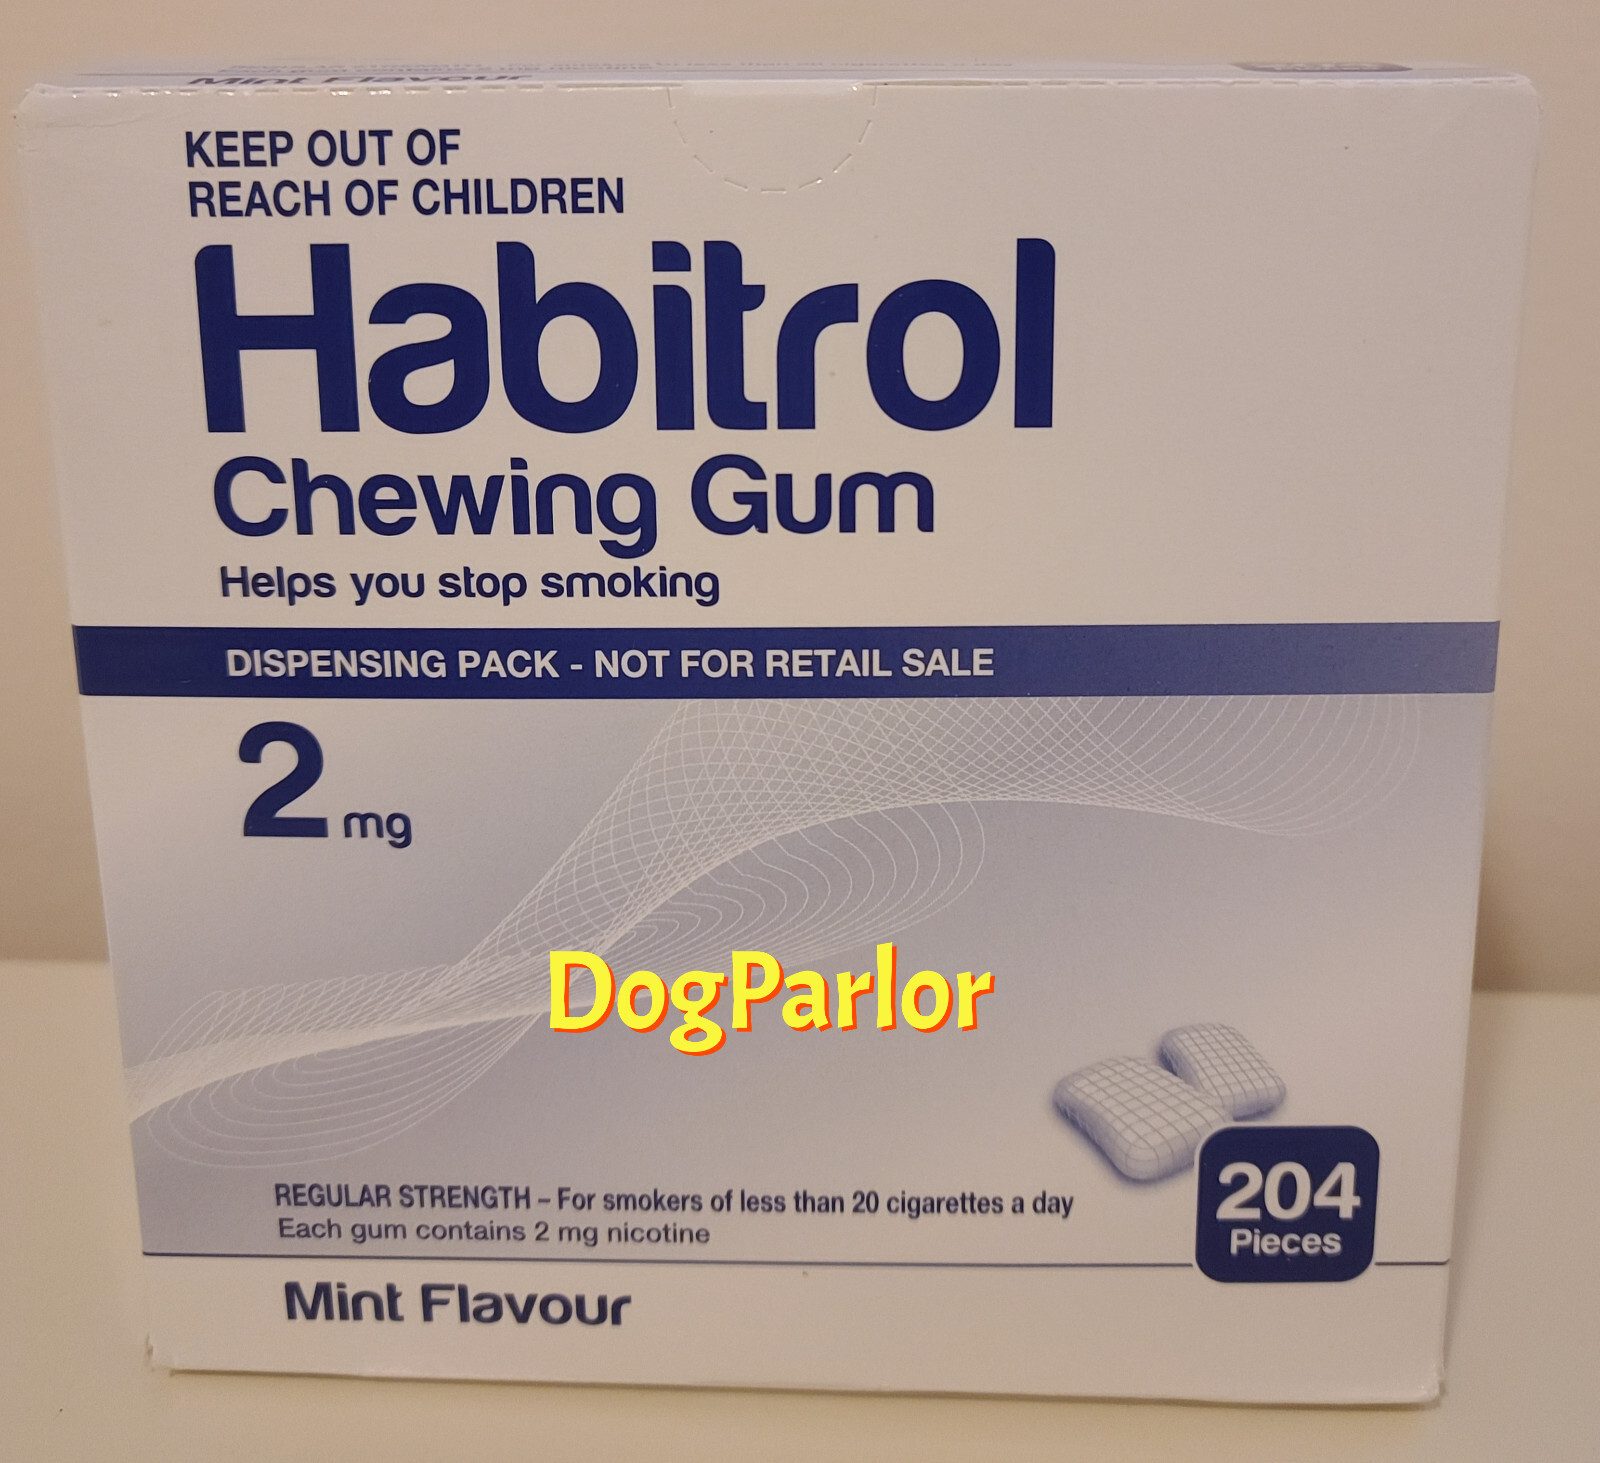 Mint Flavour
KEEP OUT OF
REACH OF CHILDREN
Habitrol
Chewing Gum
Helps you stop smoking
DISPENSING PACK - NOT FOR RETAIL SALE
2 mg
DogParlor
REGULAR STRENGTH – For smokers of less than 20 cigarettes a day
Each gum contains 2 mg nicotine
204
Pieces
Mint Flavour